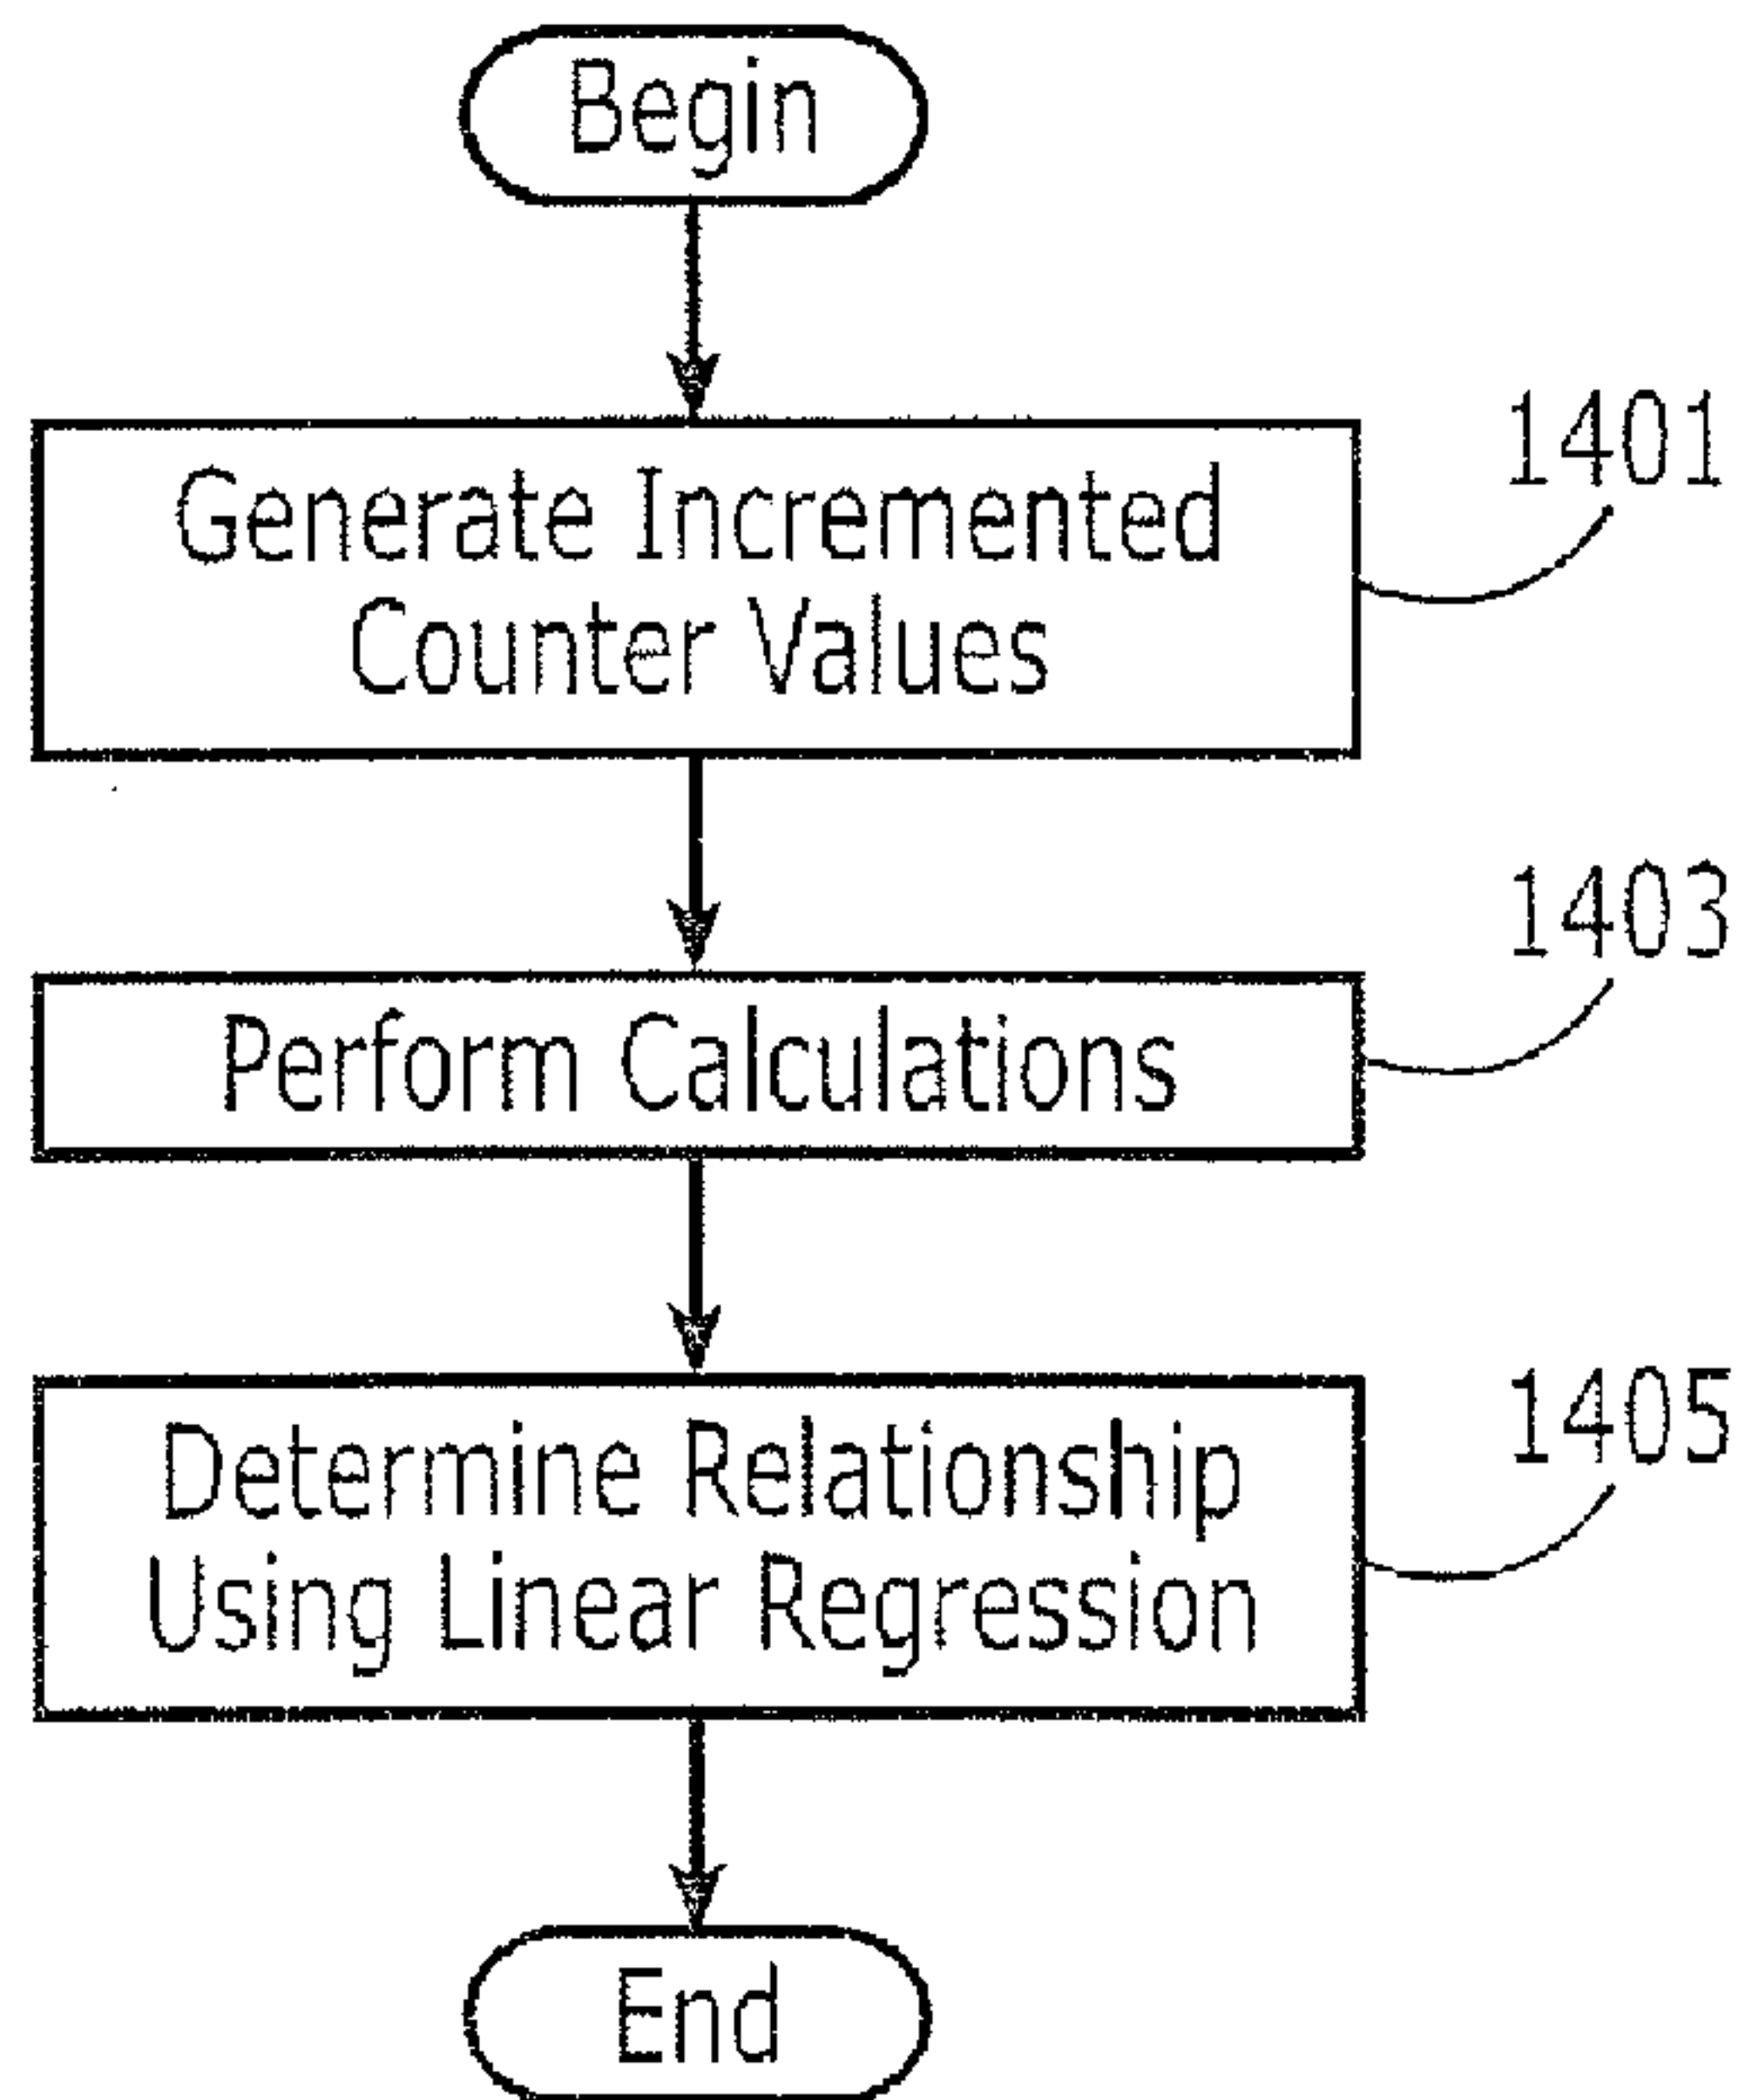 Begin
1401
Generate Incremented
Counter Values
1403
Perform Calculations
1405
Determine Relationship
Using Linear Regression
End